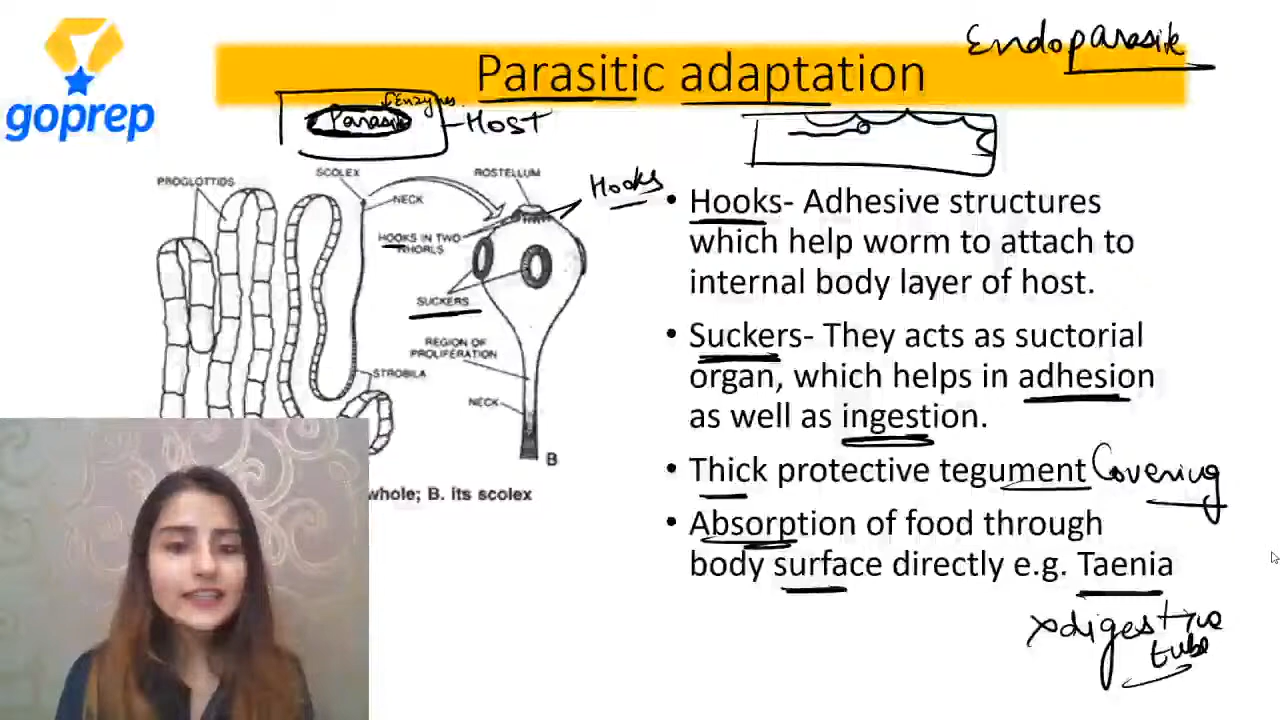 Endoparasite
Parasitic adaptation
goprep
Enzymes
Parasite
HOST
SCOLEX
ROSTELLUM
PROGLOTTIDS
NECK
Hooks
HOOKS IN TWO
WHORLS
SUCKERS
REGION OF
PROLIFERATION
STROBILA
NECK
B
whole; B. its scolex
• Hooks- Adhesive structures
which help worm to attach to
internal body layer of host.
• Suckers- They acts as suctorial
organ, which helps in adhesion
as well as ingestion.
• Thick protective tegument Covering
• Absorption of food through
body surface directly e.g. Taenia
xdigestive
tube